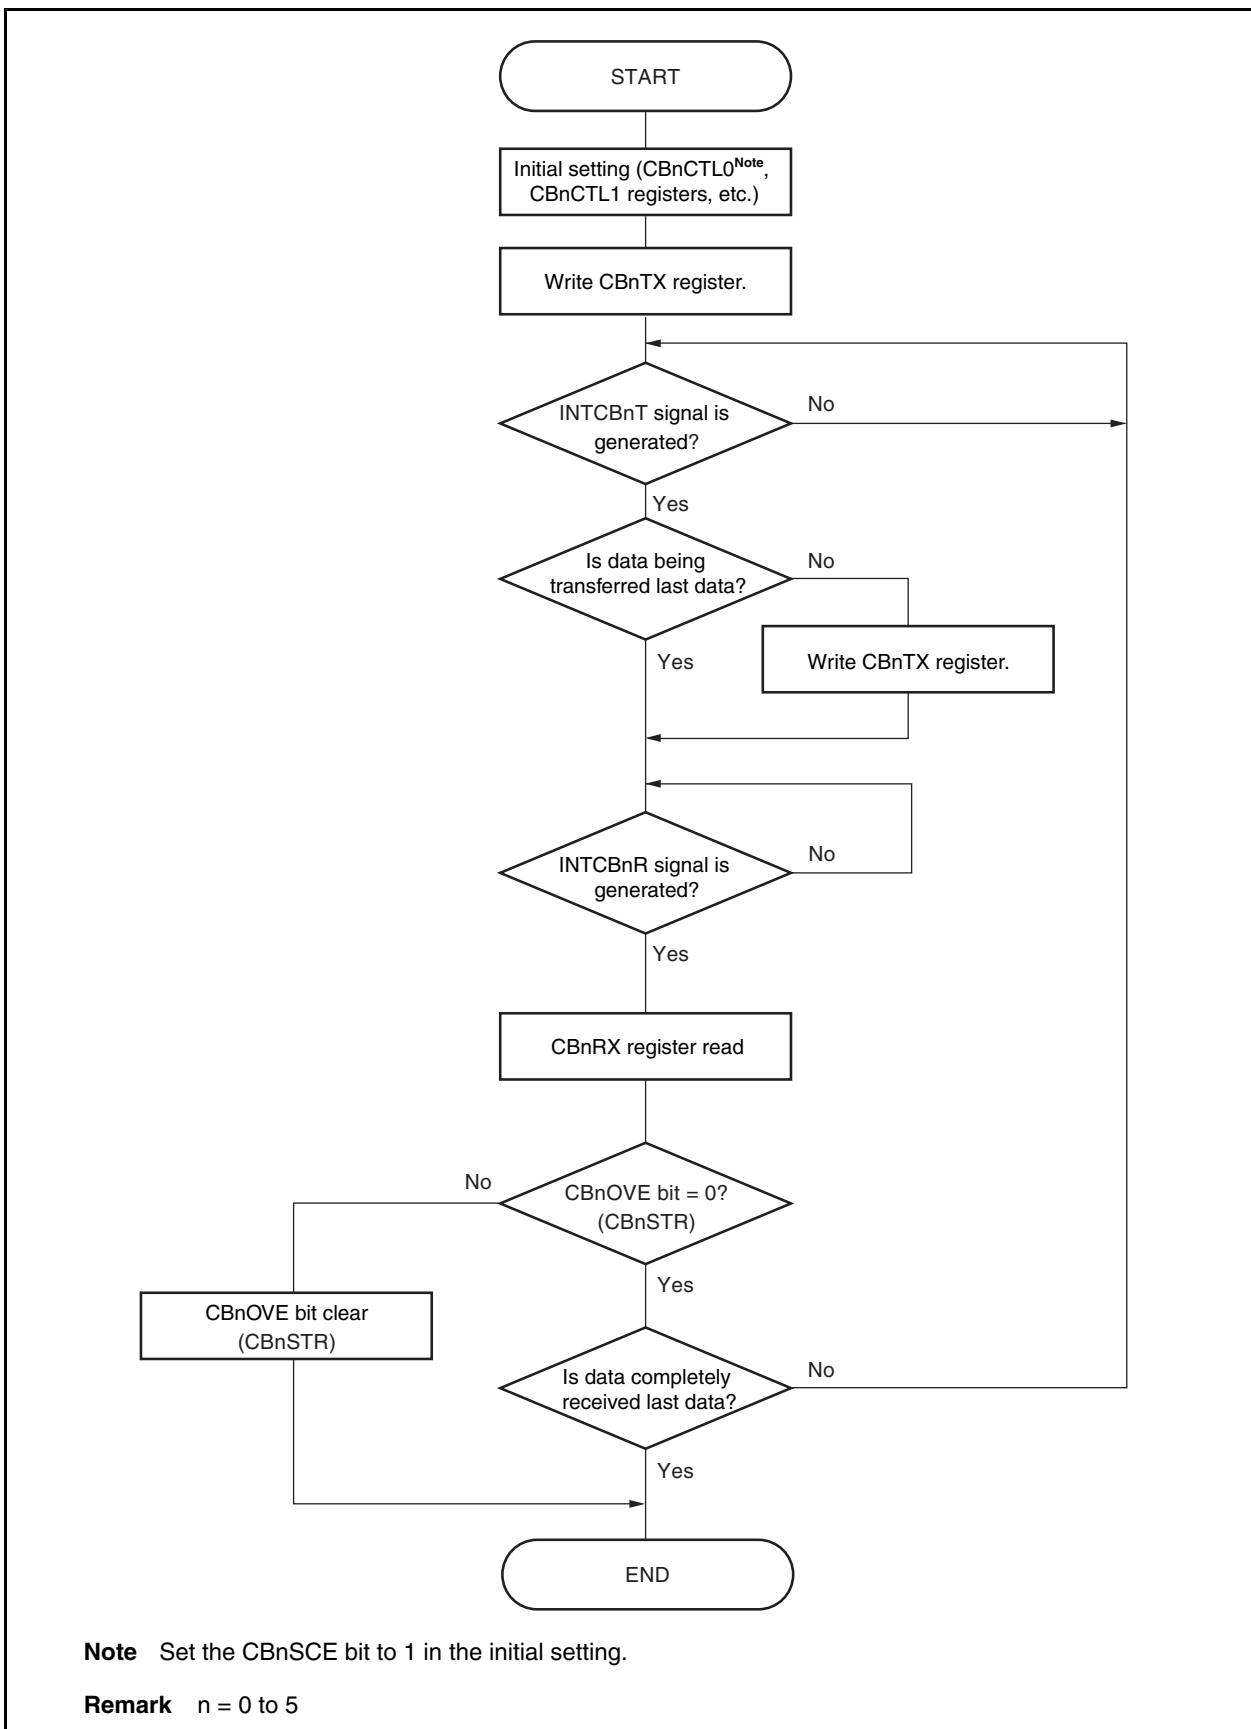 START
Initial setting (CBnCTL0Note,
CBnCTL1 registers, etc.)
Write CBnTX register.
INTCBnT signal is
generated?
No
Yes
Is data being
transferred last data?
No
Yes
Write CBnTX register.
INTCBnR signal is
generated?
No
Yes
CBnRX register read
No
CBnOVE bit = 0?
(CBnSTR)
Yes
CBnOVE bit clear
(CBnSTR)
Is data completely
received last data?
No
Yes
END
Note Set the CBnSCE bit to 1 in the initial setting.
Remark n = 0 to 5